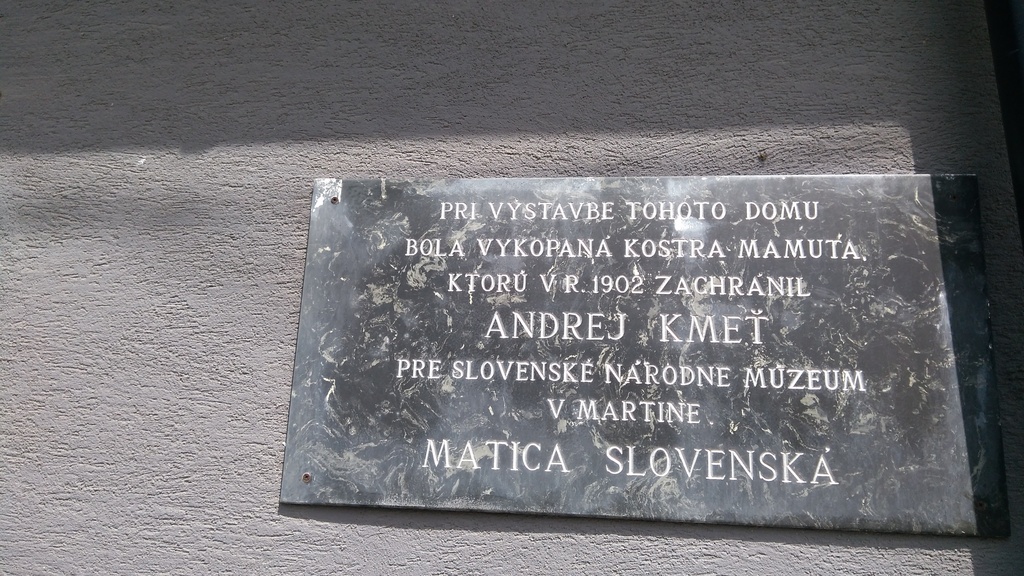 PRI VÝSTAVBE TOHOTO DOMU
BOLA VYKOPANÁ KOSTRA MAMUTA,
KTORÚ V R. 1902 ZACHRÁNIL
ANDREJ KMEŤ
PRE SLOVENSKÉ NÁRODNÉ MÚZEUM
V MARTINE.
MATICA SLOVENSKÁ